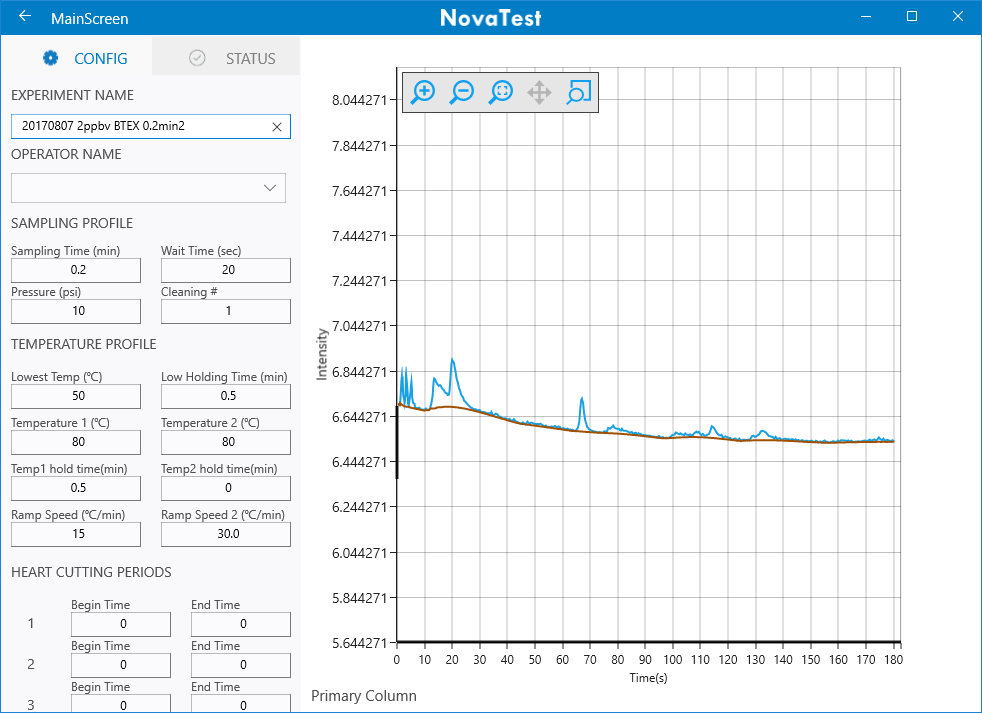 MainScreen
NovaTest
CONFIG
STATUS
EXPERIMENT NAME
20170807 2ppbv BTEX 0.2min2
OPERATOR NAME
SAMPLING PROFILE
Sampling Time (min)
Wait Time (sec)
0.2
20
Pressure (psi)
Cleaning #
10
1
TEMPERATURE PROFILE
Lowest Temp (°C)
Low Holding Time (min)
50
0.5
Temperature 1 (°C)
Temperature 2 (°C)
80
80
Temp1 hold time(min)
Temp2 hold time(min)
0.5
0
Ramp Speed (°C/min)
Ramp Speed 2 (°C/min)
15
30.0
HEART CUTTING PERIODS
Begin Time
End Time
1
0
0
Begin Time
End Time
2
0
0
Begin Time
End Time
3
0
0
8.044271
7.844271
7.644271
7.444271
7.244271
7.044271
6.844271
6.644271
6.444271
6.244271
6.044271
5.844271
5.644271
Intensity
0 10 20 30 40 50 60 70 80 90 100 110 120 130 140 150 160 170 180
Time(s)
Primary Column